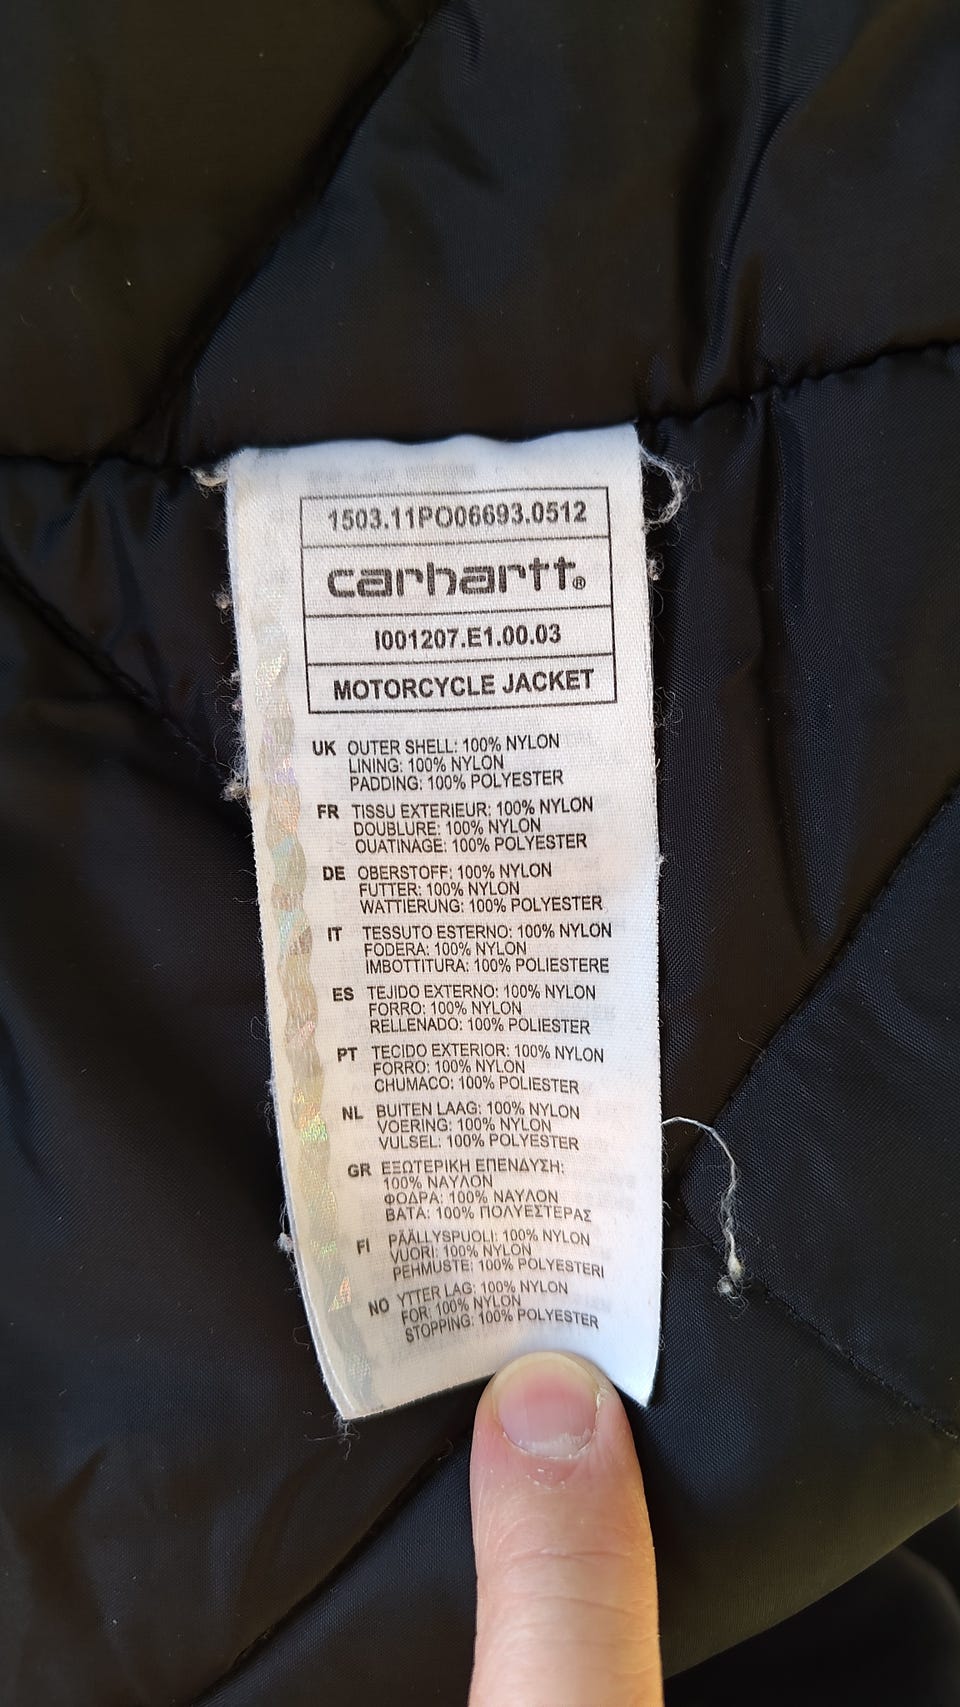 1503.11PO06693.0512
carhartt®
I001207.E1.00.03
MOTORCYCLE JACKET
UK OUTER SHELL: 100% NYLON
LINING: 100% NYLON
PADDING: 100% POLYESTER
FR TISSU EXTERIEUR: 100% NYLON
DOUBLURE: 100% NYLON
OUATINAGE: 100% POLYESTER
DE OBERSTOFF: 100% NYLON
FUTTER: 100% NYLON
WATTIERUNG: 100% POLYESTER
IT TESSUTO ESTERNO: 100% NYLON
FODERA: 100% NYLON
IMBOTTITURA: 100% POLIESTERE
ES TEJIDO EXTERNO: 100% NYLON
FORRO: 100% NYLON
RELLENADO: 100% POLIESTER
PT TECIDO EXTERIOR: 100% NYLON
FORRO: 100% NYLON
CHUMACO: 100% POLIESTER
NL BUITEN LAAG: 100% NYLON
VOERING: 100% NYLON
VULSEL: 100% POLYESTER
GR ΕΞΩΤΕΡΙΚΗ ΕΠΕΝΔΥΣΗ:
100% ΝΑΥΛΟΝ
ΦΟΔΡΑ: 100% ΝΑΥΛΟΝ
ΒΑΤΑ: 100% ΠΟΛΥΕΣΤΕΡΑΣ
FI PÄÄLLYSPUOLI: 100% NYLON
VUORI: 100% NYLON
PEHMUSTE: 100% POLYESTERI
NO YTTER LAG: 100% NYLON
FOR: 100% NYLON
STOPPING: 100% POLYESTER